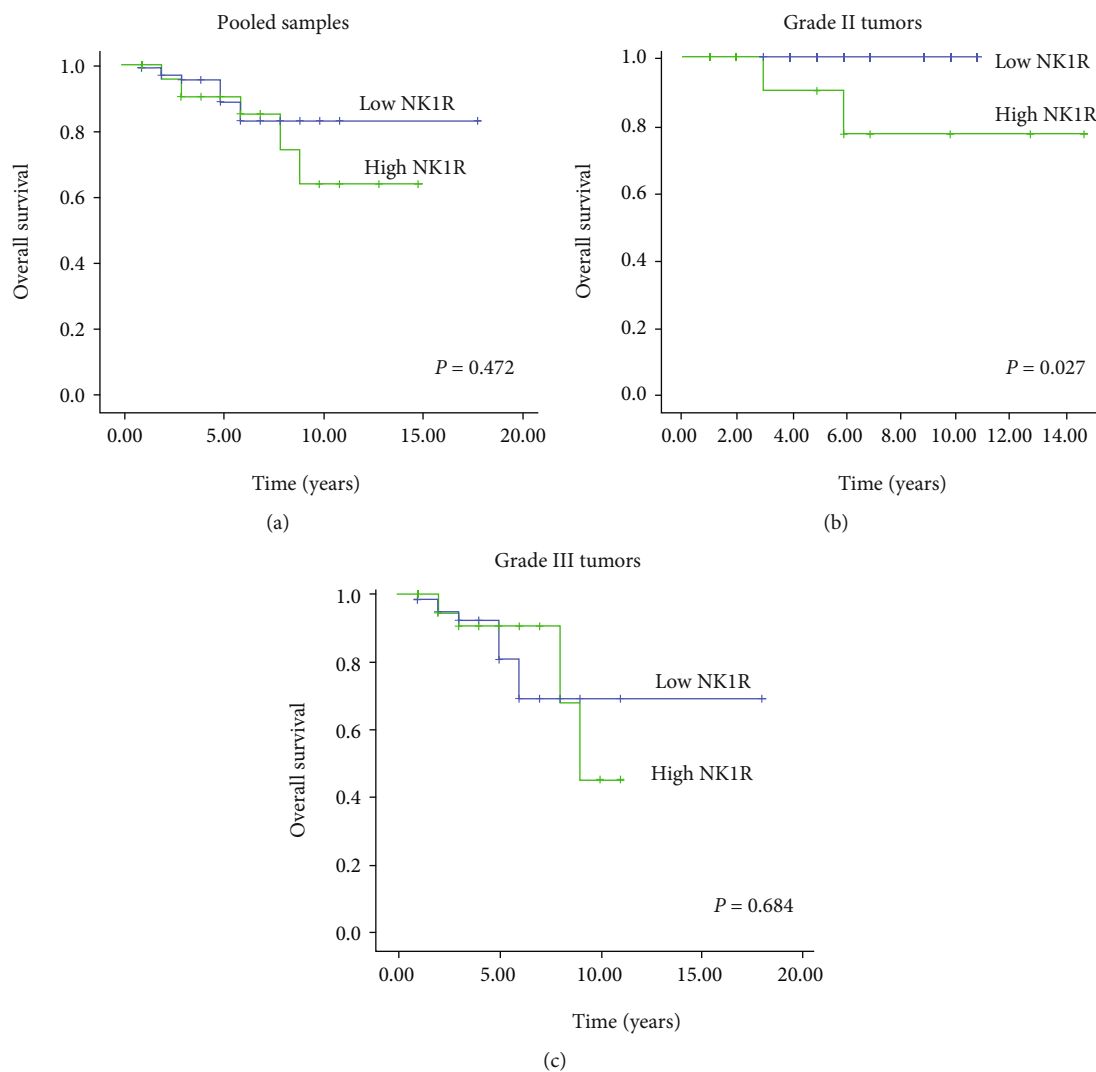 Pooled samples
Overall survival
1.0
0.8
0.6
0.4
0.2
0.0
Low NK1R
High NK1R
P = 0.472
0.00 5.00 10.00 15.00 20.00
Time (years)
(a)
Grade II tumors
Overall survival
1.0
0.8
0.6
0.4
0.2
0.0
Low NK1R
High NK1R
P = 0.027
0.00 2.00 4.00 6.00 8.00 10.00 12.00 14.00
Time (years)
(b)
Grade III tumors
Overall survival
1.0
0.8
0.6
0.4
0.2
0.0
Low NK1R
High NK1R
P = 0.684
0.00 5.00 10.00 15.00 20.00
Time (years)
(c)